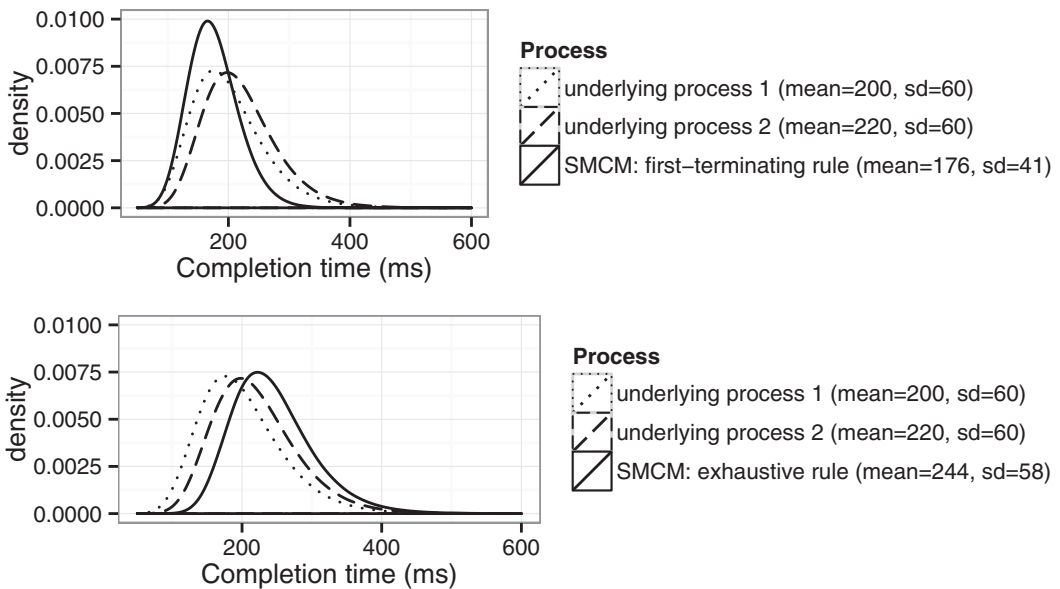 0.0100
0.0075
0.0050
0.0025
0.0000
density
200
400
600
Completion time (ms)
Process
underlying process 1 (mean=200, sd=60)
underlying process 2 (mean=220, sd=60)
SMCM: first−terminating rule (mean=176, sd=41)
0.0100
0.0075
0.0050
0.0025
0.0000
density
200
400
600
Completion time (ms)
Process
underlying process 1 (mean=200, sd=60)
underlying process 2 (mean=220, sd=60)
SMCM: exhaustive rule (mean=244, sd=58)